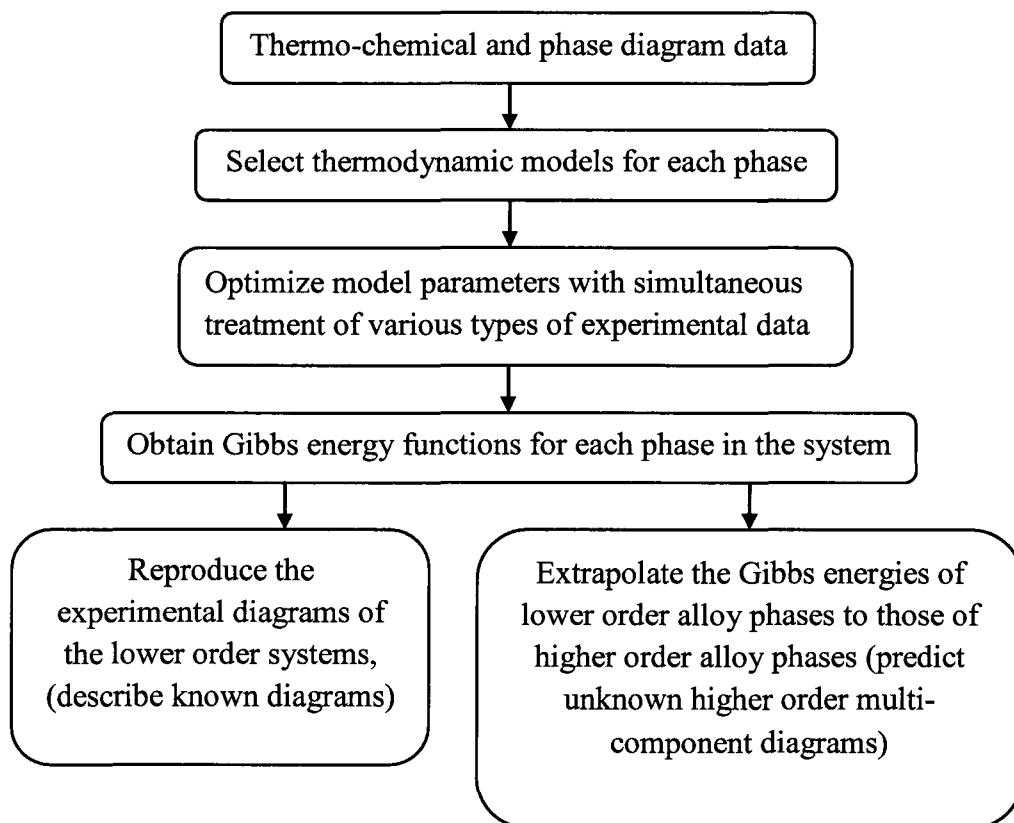 Thermo-chemical and phase diagram data
Select thermodynamic models for each phase
Optimize model parameters with simultaneous
treatment of various types of experimental data
Obtain Gibbs energy functions for each phase in the system
Reproduce the
experimental diagrams of
the lower order systems,
(describe known diagrams)
Extrapolate the Gibbs energies of
lower order alloy phases to those of
higher order alloy phases (predict
unknown higher order multi-
component diagrams)